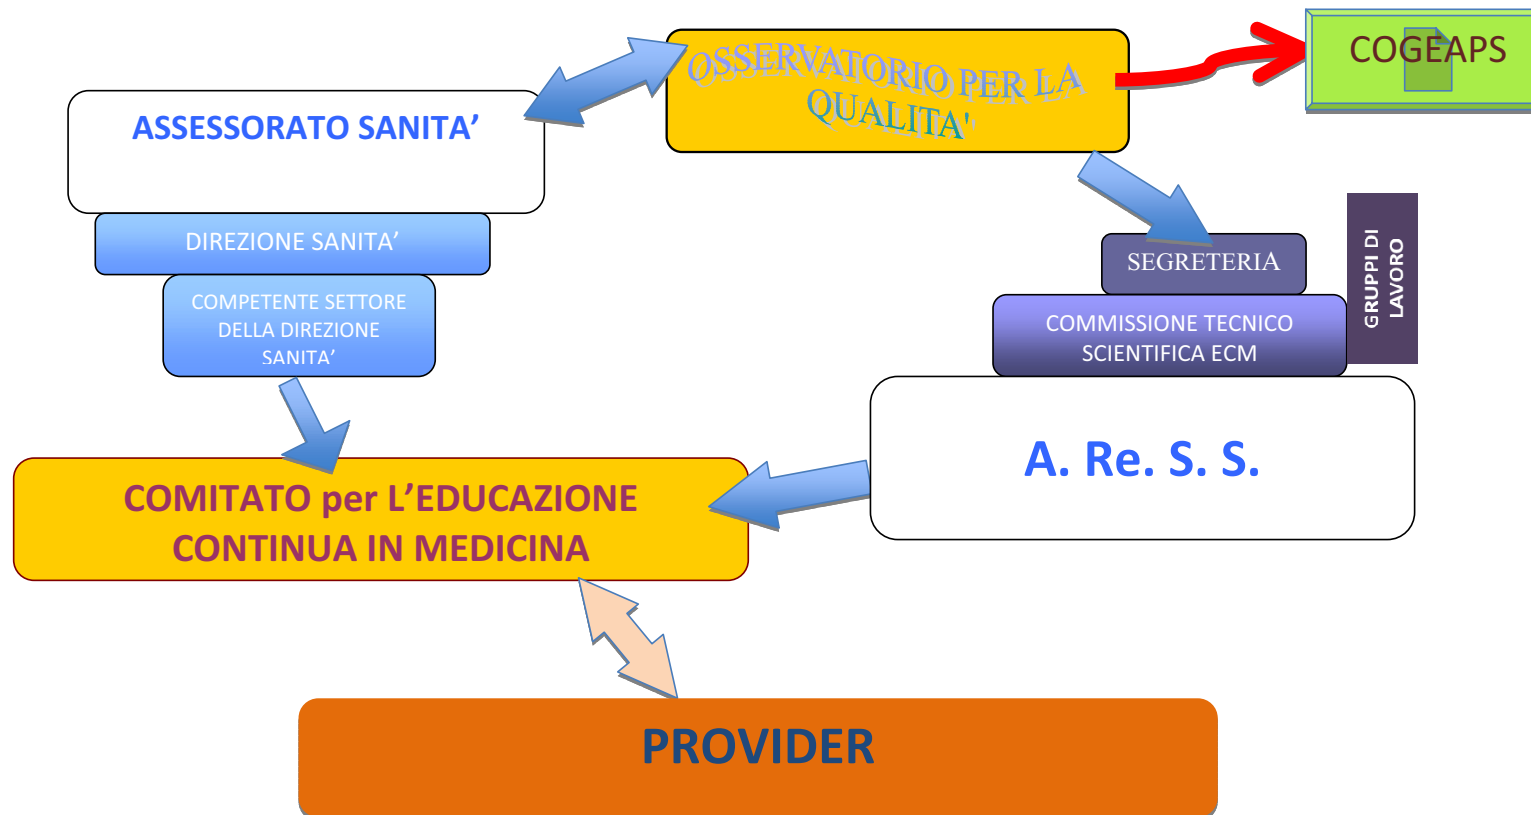 OSSERVATORIO PER LA
QUALITA'
COGEAPS
ASSESSORATO SANITA’
DIREZIONE SANITA’
COMPETENTE SETTORE
DELLA DIREZIONE
SANITA’
SEGRETERIA
GRUPPI DI
LAVORO
COMMISSIONE TECNICO
SCIENTIFICA ECM
A. Re. S. S.
COMITATO per L’EDUCAZIONE
CONTINUA IN MEDICINA
PROVIDER